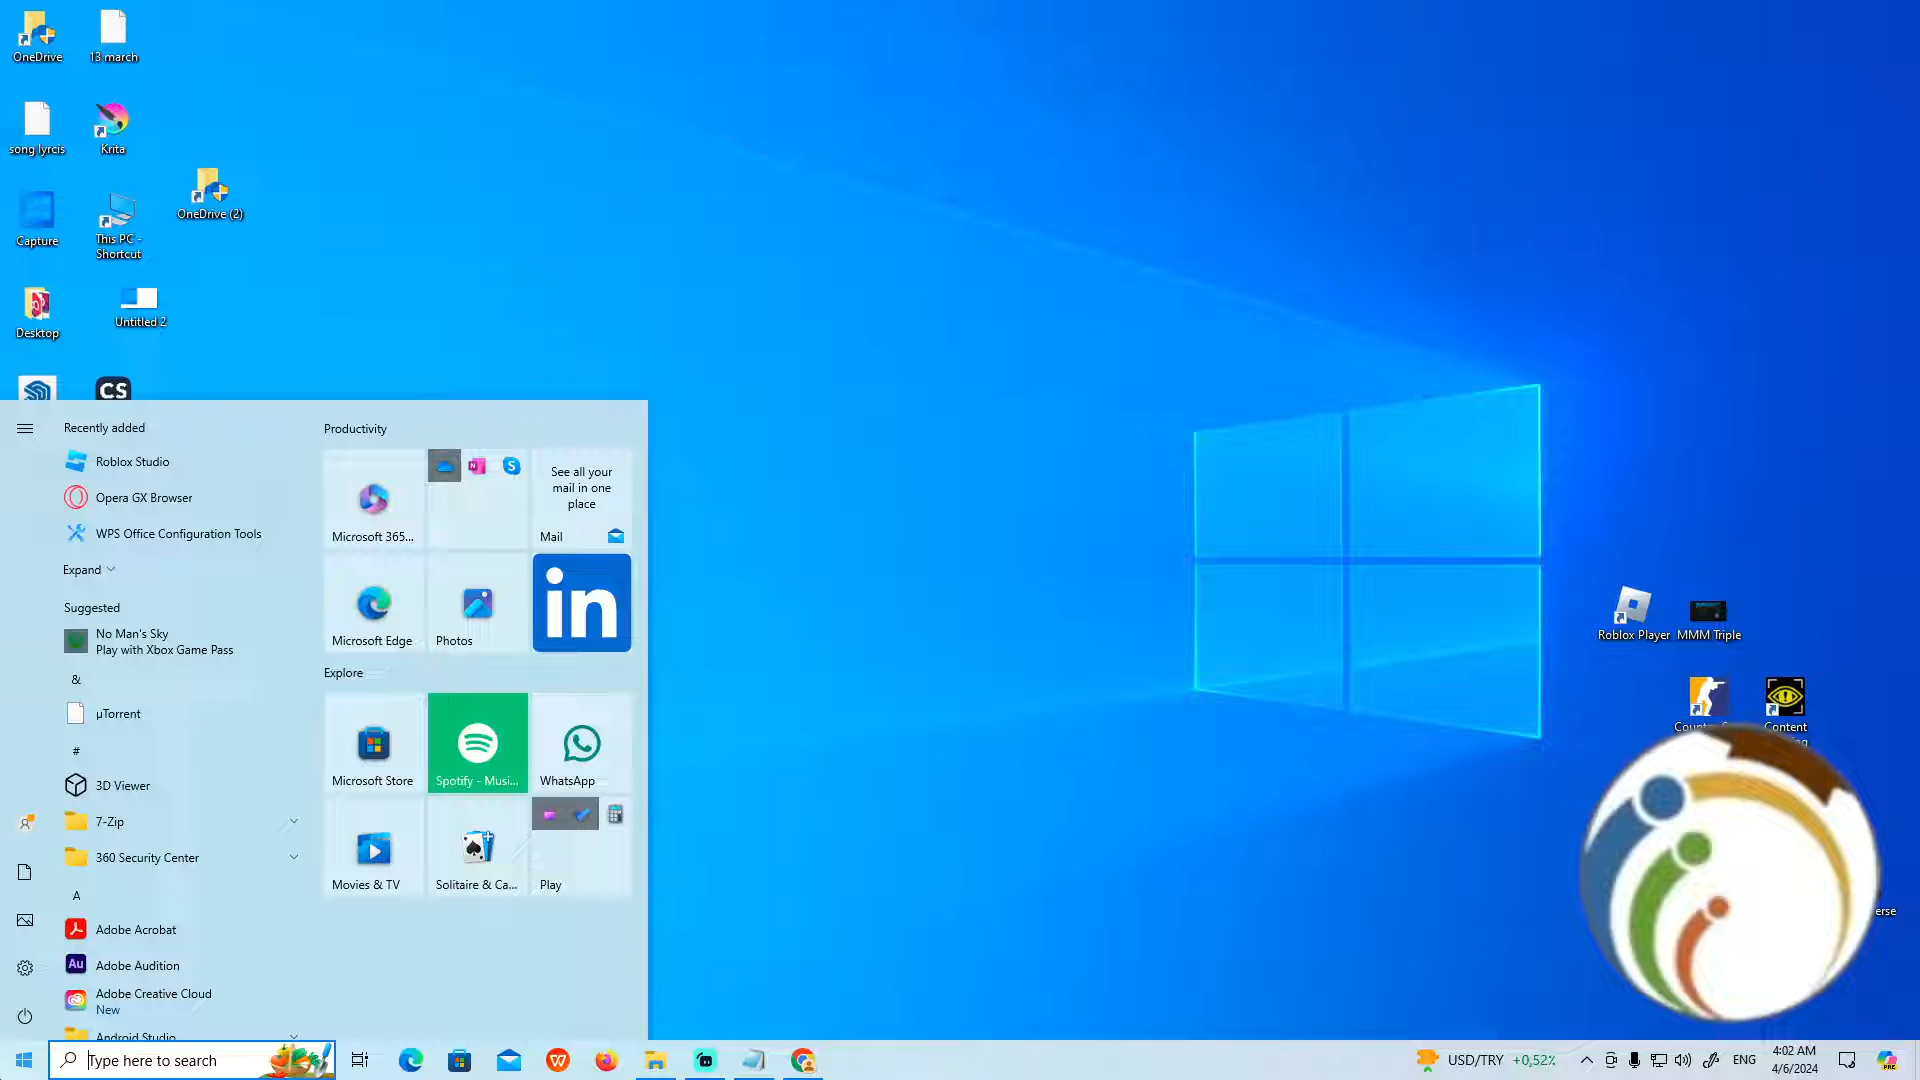 OneDrive
13 march
song lyrcis
Krita
OneDrive (2)
Capture
This PC -
Shortcut
Desktop
Untitled 2
CS
Recently added
Roblox Studio
Opera GX Browser
WPS Office Configuration Tools
Expand
Suggested
No Man's Sky
Play with Xbox Game Pass
&
µTorrent
#
3D Viewer
7-Zip
360 Security Center
A
Adobe Acrobat
Au
Adobe Audition
Adobe Creative Cloud
New
Android Studio
Productivity
N
S
See all your
mail in one
place
Microsoft 365...
Mail
in
Microsoft Edge
Photos
Explore
Microsoft Store
Spotify - Musi...
WhatsApp
Movies & TV
Solitaire & Ca...
Play
Roblox Player
MMM Triple
Content
erse
Type here to search
W
USD/TRY
+0,52%
ENG
4:02 AM
4/6/2024
PRE